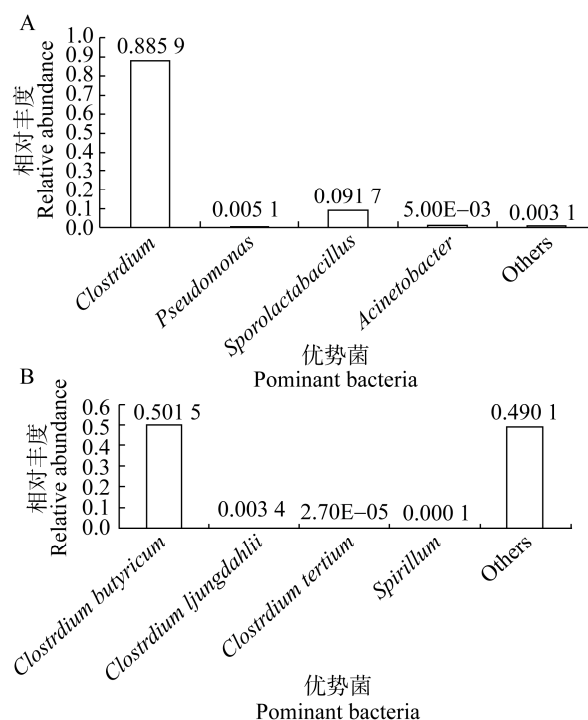 A
相对丰度
Relative abundance
1.0
0.9
0.8
0.7
0.6
0.5
0.4
0.3
0.2
0.1
0.0
0.885 9
0.005 1
0.091 7
5.00E−03
0.003 1
Clostrdium
Pseudomonas
Sporolactabacillus
Acinetobacter
Others
优势菌
Pominant bacteria
B
相对丰度
Relative abundance
0.6
0.5
0.4
0.3
0.2
0.1
0.0
0.501 5
0.003 4
2.70E−05
0.000 1
0.490 1
Clostrdium butyricum
Clostrdium ljungdahlii
Clostrdium tertium
Spirillum
Others
优势菌
Pominant bacteria